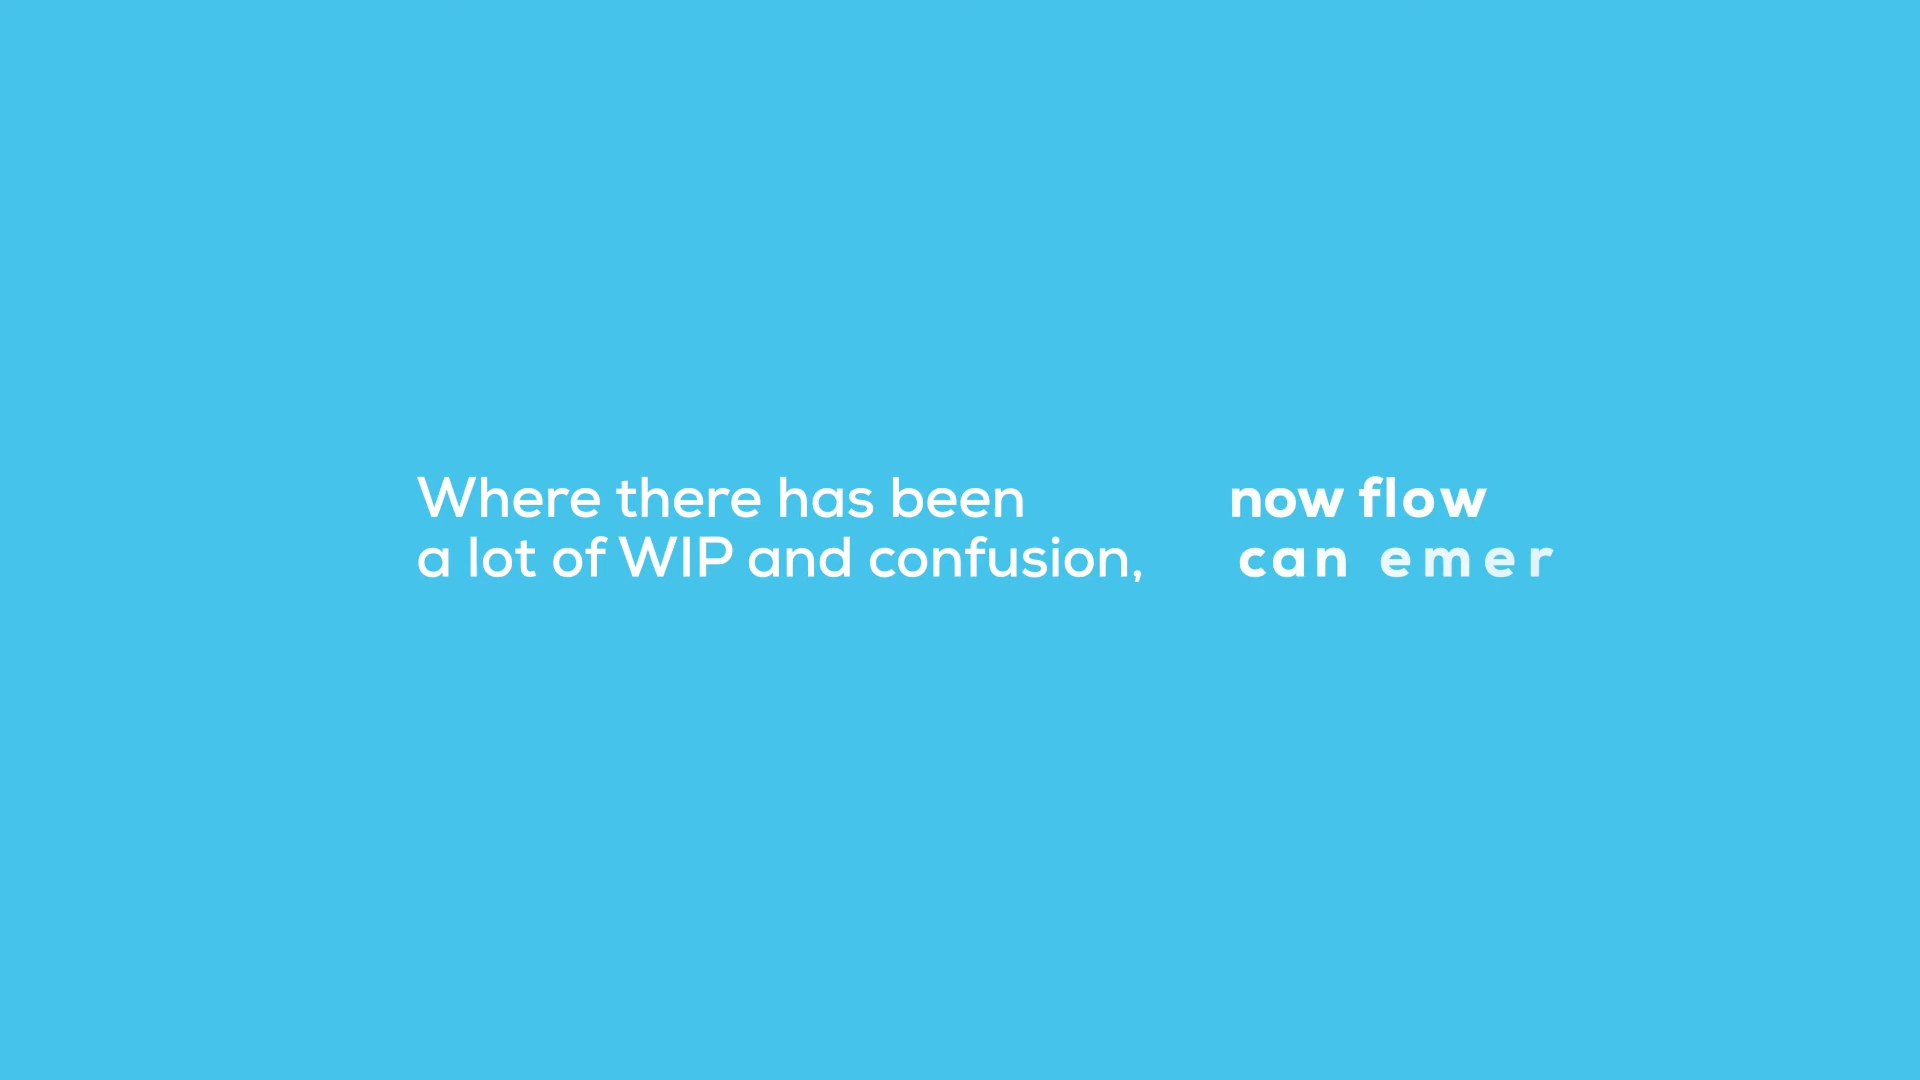 Where there has been
a lot of WIP and confusion,
now flow
can emer